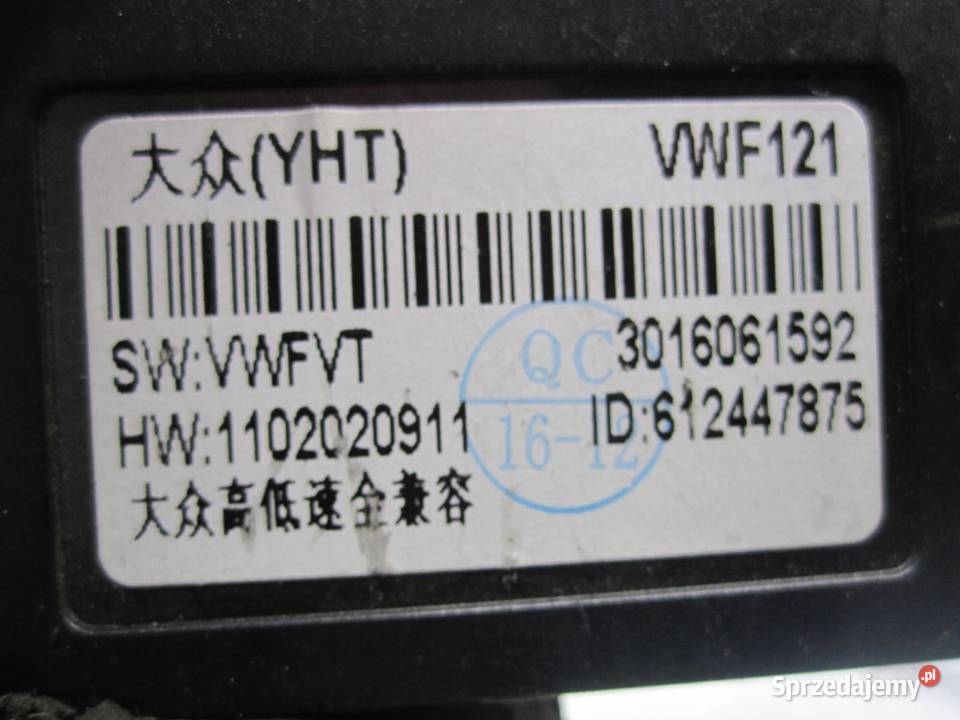 大众(YHT) VWF121
SW:VWFVT 3016061592
HW:1102020911 ID:612447875
大众高低速全兼容
QC
16-12
Sprzedajemy.pl